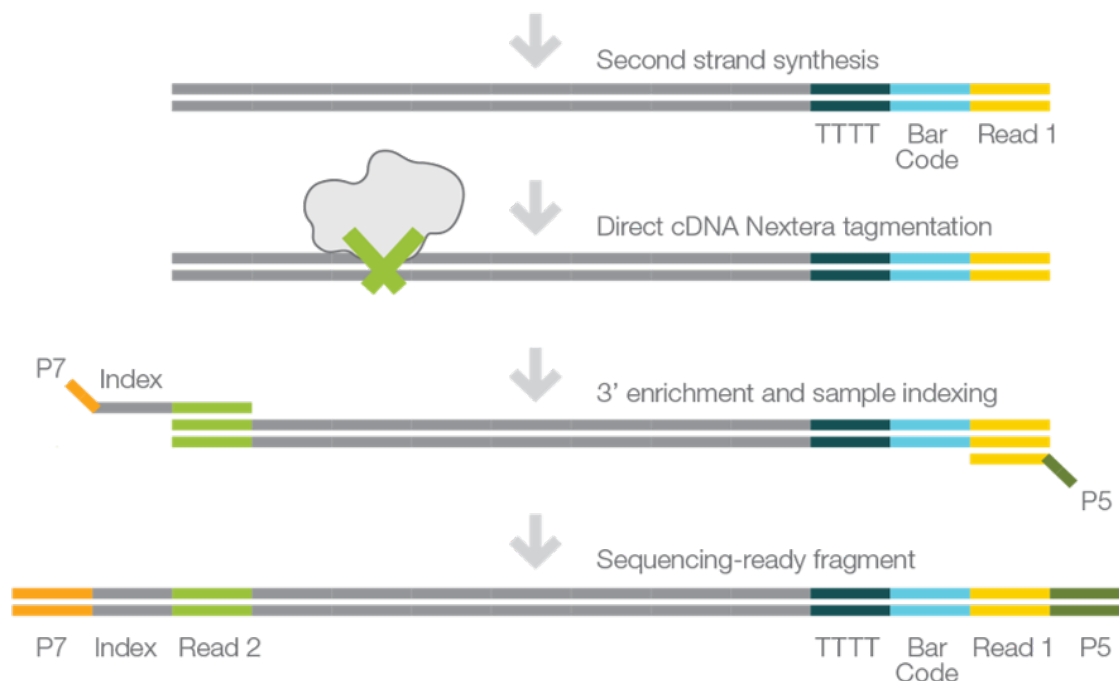 Second strand synthesis
TTTT Bar Read 1
Code
Direct cDNA Nextera tagmentation
P7
Index
3’ enrichment and sample indexing
P5
Sequencing-ready fragment
P7 Index Read 2 TTTT Bar Read 1 P5
Code